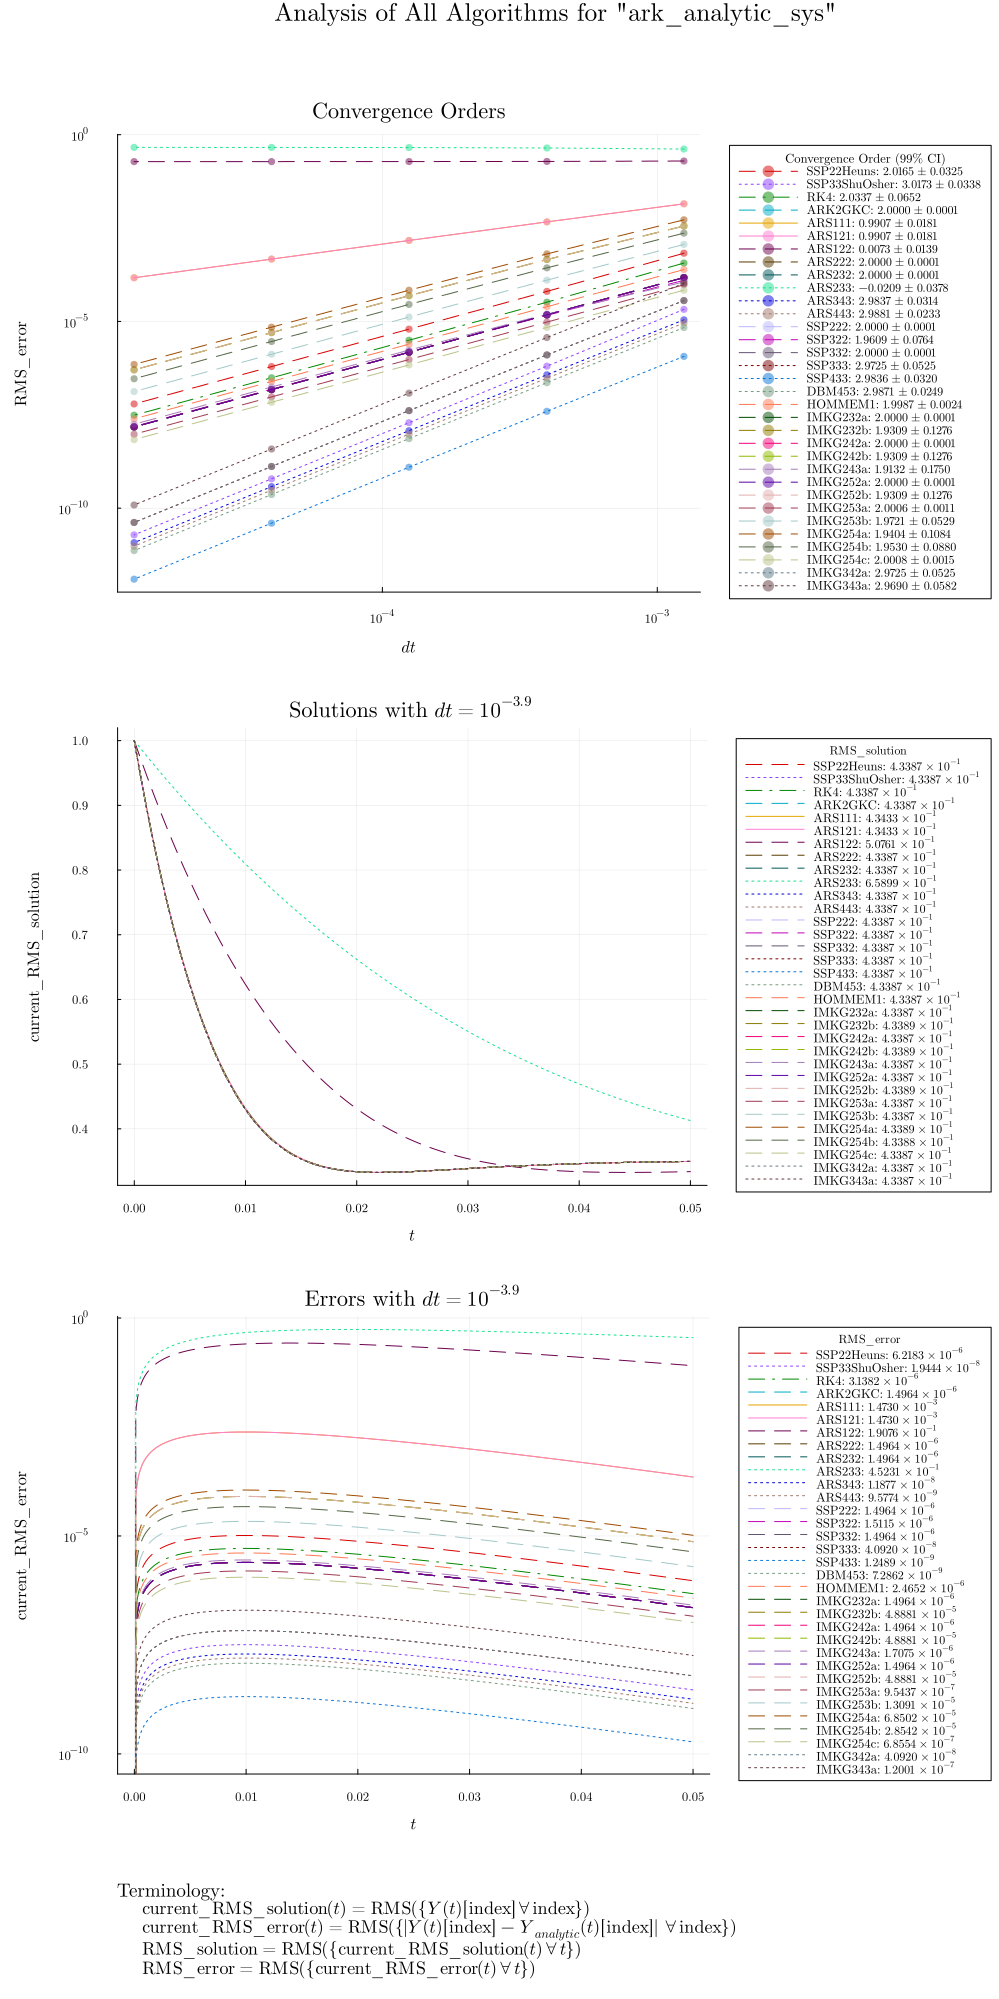 Analysis of All Algorithms for "ark_analytic_sys"
Convergence Orders
10^0
10^−5
10^−10
RMS_error
10^−4
10^−3
dt
Convergence Order (99% CI)
SSP22Heuns: 2.0165 ± 0.0325
SSP33ShuOsher: 3.0173 ± 0.0338
RK4: 2.0337 ± 0.0652
ARK2GKC: 2.0000 ± 0.0001
ARS111: 0.9907 ± 0.0181
ARS121: 0.9907 ± 0.0181
ARS122: 0.0073 ± 0.0139
ARS222: 2.0000 ± 0.0001
ARS232: 2.0000 ± 0.0001
ARS233: −0.0209 ± 0.0378
ARS343: 2.9837 ± 0.0314
ARS443: 2.9881 ± 0.0233
SSP222: 2.0000 ± 0.0001
SSP322: 1.9609 ± 0.0764
SSP332: 2.0000 ± 0.0001
SSP333: 2.9725 ± 0.0525
SSP433: 2.9836 ± 0.0320
DBM453: 2.9871 ± 0.0249
HOMMEM1: 1.9987 ± 0.0024
IMKG232a: 2.0000 ± 0.0001
IMKG232b: 1.9309 ± 0.1276
IMKG242a: 2.0000 ± 0.0001
IMKG242b: 1.9309 ± 0.1276
IMKG243a: 1.9132 ± 0.1750
IMKG252a: 2.0000 ± 0.0001
IMKG252b: 1.9309 ± 0.1276
IMKG253a: 2.0006 ± 0.0011
IMKG253b: 1.9721 ± 0.0529
IMKG254a: 1.9404 ± 0.1084
IMKG254b: 1.9530 ± 0.0880
IMKG254c: 2.0008 ± 0.0015
IMKG342a: 2.9725 ± 0.0525
IMKG343a: 2.9690 ± 0.0582
Solutions with dt = 10^−3.9
1.0
0.9
0.8
0.7
0.6
0.5
0.4
current_RMS_solution
0.00
0.01
0.02
0.03
0.04
0.05
t
RMS_solution
SSP22Heuns: 4.3387 × 10^−1
SSP33ShuOsher: 4.3387 × 10^−1
RK4: 4.3387 × 10^−1
ARK2GKC: 4.3387 × 10^−1
ARS111: 4.3433 × 10^−1
ARS121: 4.3433 × 10^−1
ARS122: 5.0761 × 10^−1
ARS222: 4.3387 × 10^−1
ARS232: 4.3387 × 10^−1
ARS233: 6.5899 × 10^−1
ARS343: 4.3387 × 10^−1
ARS443: 4.3387 × 10^−1
SSP222: 4.3387 × 10^−1
SSP322: 4.3387 × 10^−1
SSP332: 4.3387 × 10^−1
SSP333: 4.3387 × 10^−1
SSP433: 4.3387 × 10^−1
DBM453: 4.3387 × 10^−1
HOMMEM1: 4.3387 × 10^−1
IMKG232a: 4.3387 × 10^−1
IMKG232b: 4.3389 × 10^−1
IMKG242a: 4.3387 × 10^−1
IMKG242b: 4.3389 × 10^−1
IMKG243a: 4.3387 × 10^−1
IMKG252a: 4.3387 × 10^−1
IMKG252b: 4.3389 × 10^−1
IMKG253a: 4.3387 × 10^−1
IMKG253b: 4.3387 × 10^−1
IMKG254a: 4.3389 × 10^−1
IMKG254b: 4.3388 × 10^−1
IMKG254c: 4.3387 × 10^−1
IMKG342a: 4.3387 × 10^−1
IMKG343a: 4.3387 × 10^−1
Errors with dt = 10^−3.9
10^0
10^−5
10^−10
current_RMS_error
0.00
0.01
0.02
0.03
0.04
0.05
t
RMS_error
SSP22Heuns: 6.2183 × 10^−6
SSP33ShuOsher: 1.9444 × 10^−8
RK4: 3.1382 × 10^−6
ARK2GKC: 1.4964 × 10^−6
ARS111: 1.4730 × 10^−3
ARS121: 1.4730 × 10^−3
ARS122: 1.9076 × 10^−1
ARS222: 1.4964 × 10^−6
ARS232: 1.4964 × 10^−6
ARS233: 4.5231 × 10^−1
ARS343: 1.1877 × 10^−8
ARS443: 9.5774 × 10^−9
SSP222: 1.4964 × 10^−6
SSP322: 1.5115 × 10^−6
SSP332: 1.4964 × 10^−6
SSP333: 4.0920 × 10^−8
SSP433: 1.2489 × 10^−9
DBM453: 7.2862 × 10^−9
HOMMEM1: 2.4652 × 10^−6
IMKG232a: 1.4964 × 10^−6
IMKG232b: 4.8881 × 10^−5
IMKG242a: 1.4964 × 10^−6
IMKG242b: 4.8881 × 10^−5
IMKG243a: 1.7075 × 10^−6
IMKG252a: 1.4964 × 10^−6
IMKG252b: 4.8881 × 10^−5
IMKG253a: 9.5437 × 10^−7
IMKG253b: 1.3091 × 10^−5
IMKG254a: 6.8502 × 10^−5
IMKG254b: 2.8542 × 10^−5
IMKG254c: 6.8554 × 10^−7
IMKG342a: 4.0920 × 10^−8
IMKG343a: 1.2001 × 10^−7
Terminology:
current_RMS_solution(t) = RMS({Y(t)[index] ∀ index})
current_RMS_error(t) = RMS({|Y(t)[index] − Y_analytic(t)[index]| ∀ index})
RMS_solution = RMS({current_RMS_solution(t) ∀ t})
RMS_error = RMS({current_RMS_error(t) ∀ t})